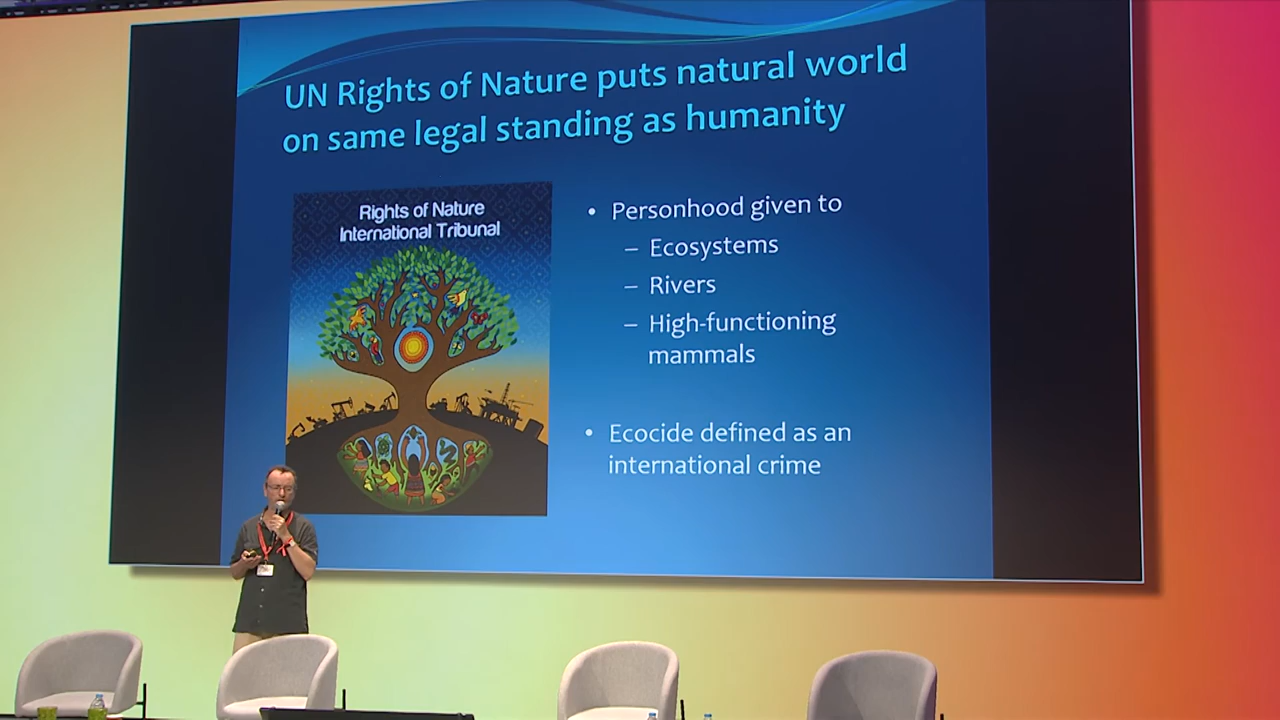 UN Rights of Nature puts natural world
on same legal standing as humanity
Rights of Nature
International Tribunal
• Personhood given to
– Ecosystems
– Rivers
– High-functioning
mammals
• Ecocide defined as an
international crime